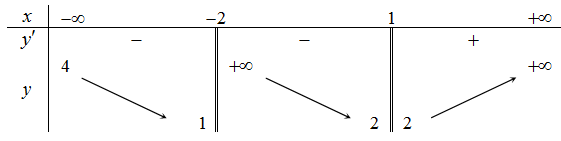 x −∞ −2 1 +∞
y′ − − +
4 +∞ +∞
y
1 2 2